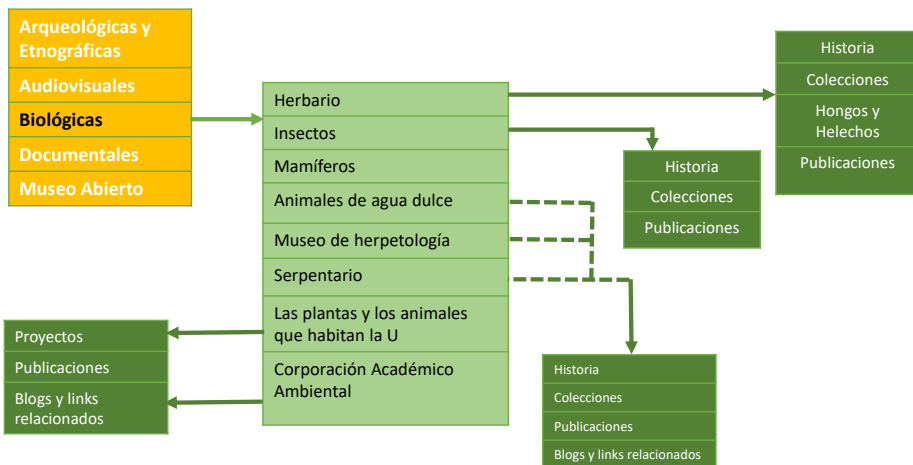 Arqueológicas y
Etnográficas
Audiovisuales
Biológicas
Documentales
Museo Abierto
Herbario
Insectos
Mamíferos
Animales de agua dulce
Museo de herpetología
Serpentario
Las plantas y los animales
que habitan la U
Corporación Académico
Ambiental
Historia
Colecciones
Hongos y
Helechos
Publicaciones
Historia
Colecciones
Publicaciones
Proyectos
Publicaciones
Blogs y links
relacionados
Historia
Colecciones
Publicaciones
Blogs y links relacionados